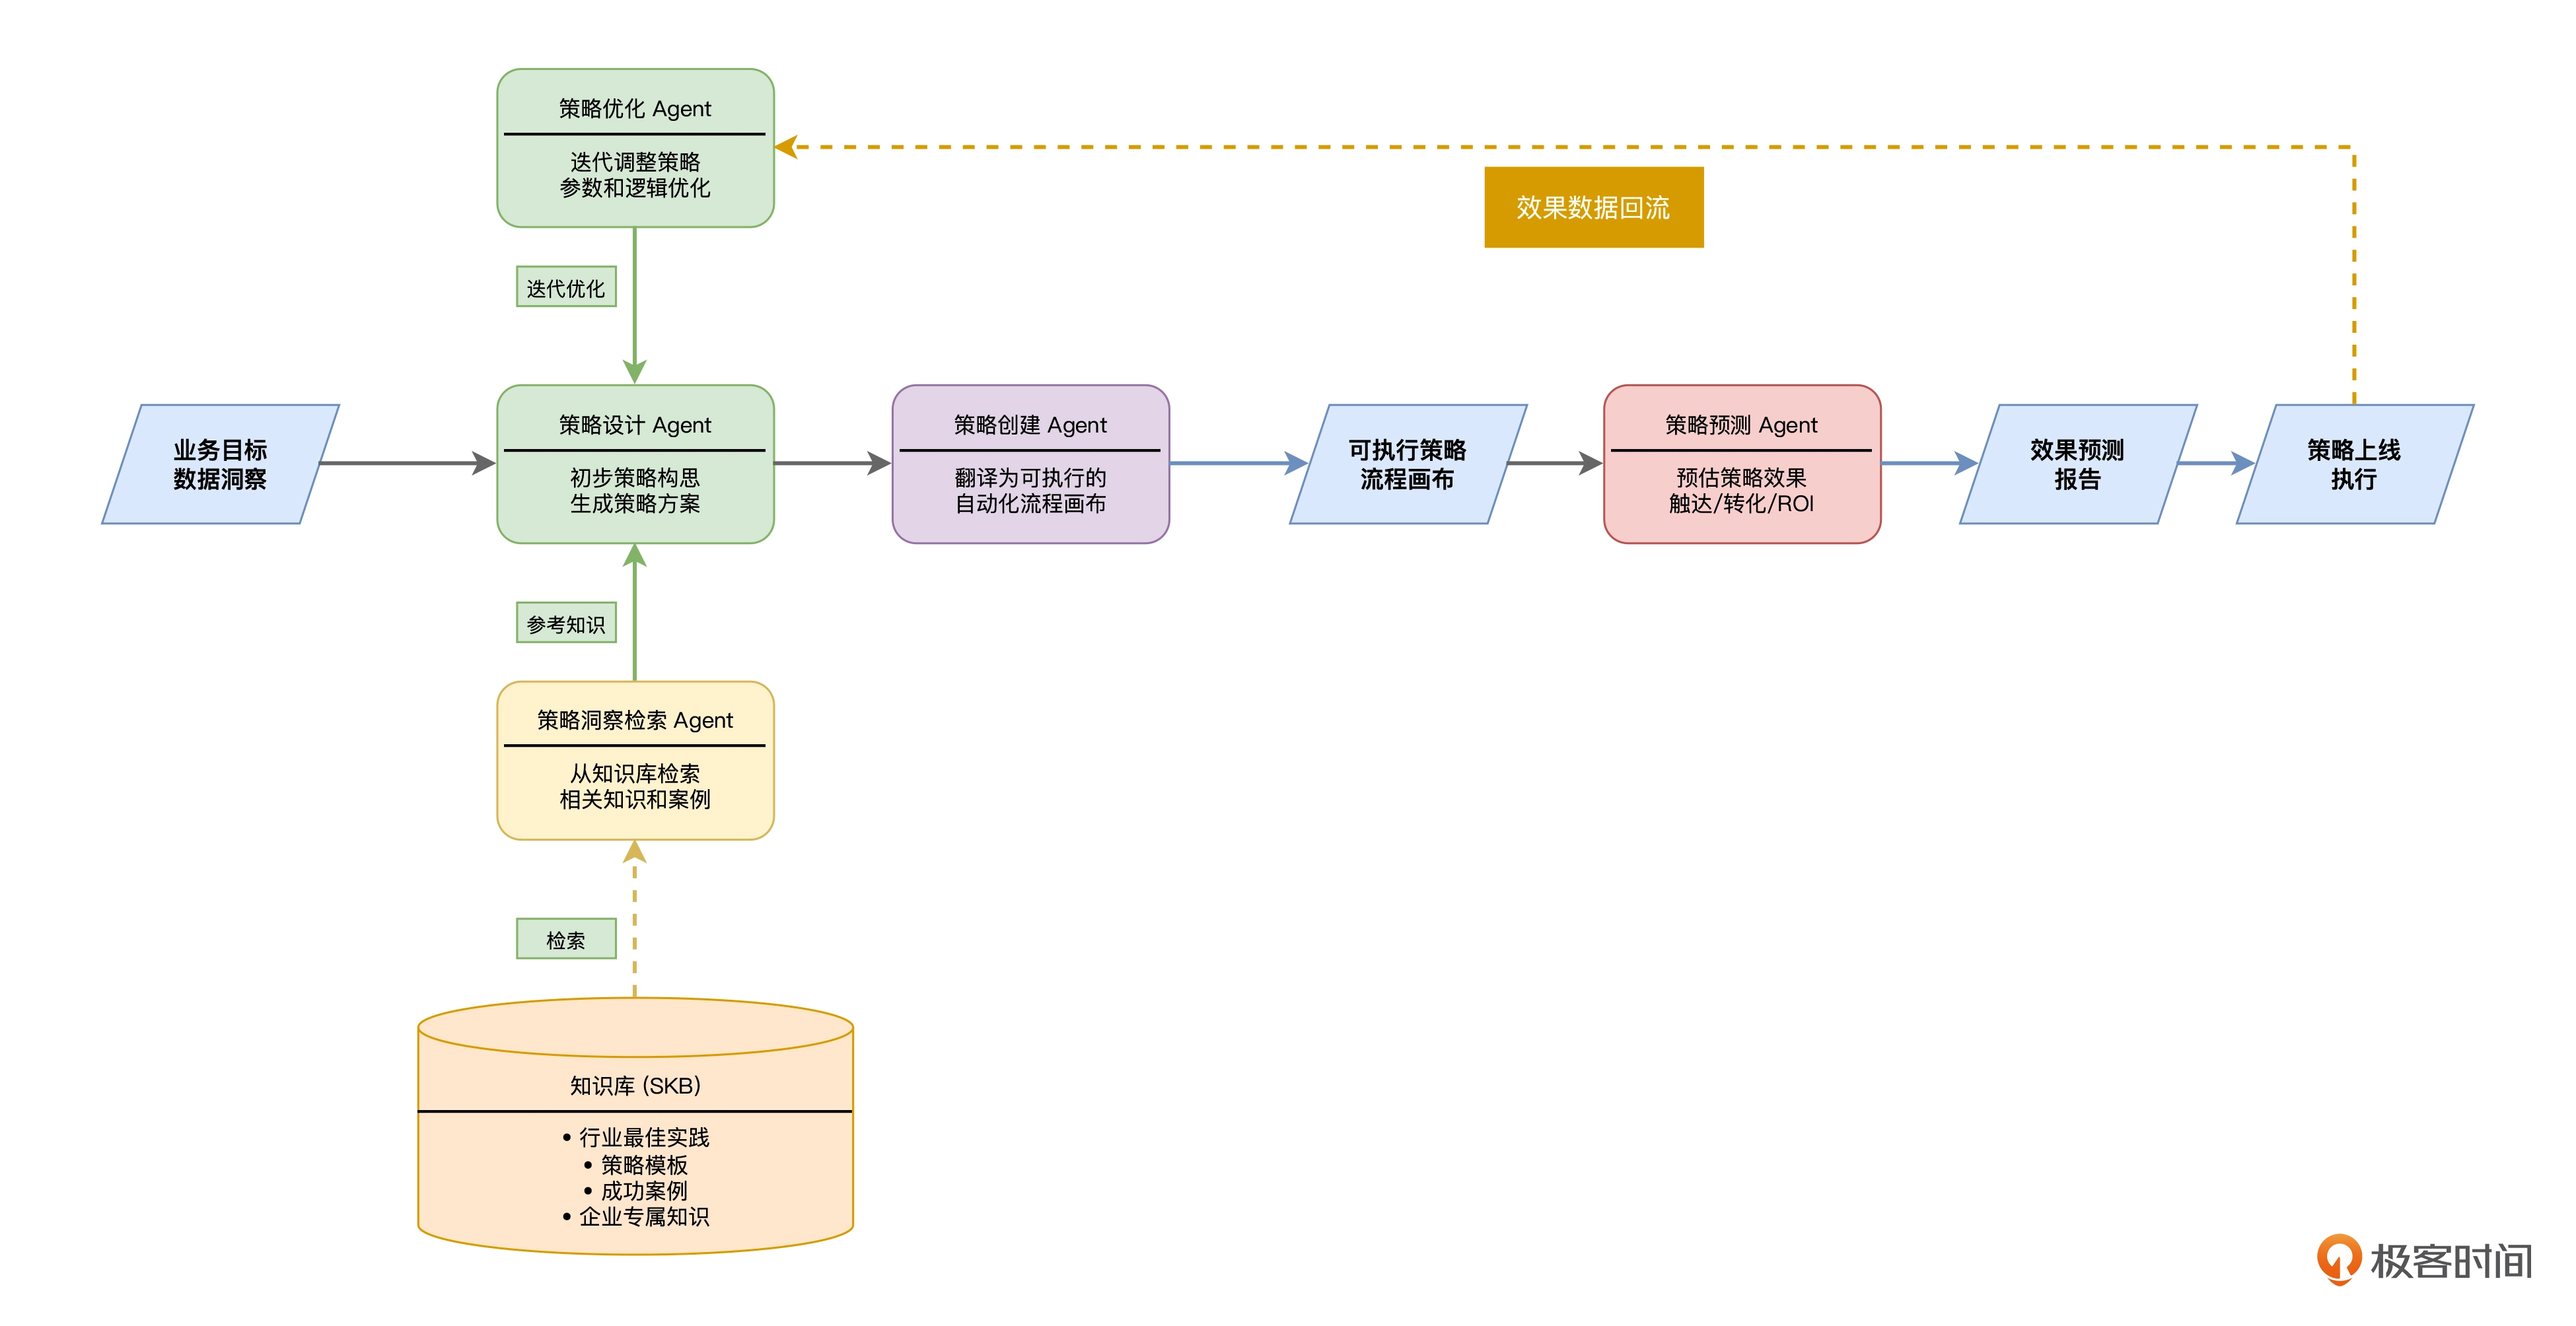 策略优化 Agent
迭代调整策略
参数和逻辑优化
效果数据回流
迭代优化
业务目标
数据洞察
策略设计 Agent
初步策略构思
生成策略方案
策略创建 Agent
翻译为可执行的
自动化流程画布
可执行策略
流程画布
策略预测 Agent
预估策略效果
触达/转化/ROI
效果预测
报告
策略上线
执行
参考知识
策略洞察检索 Agent
从知识库检索
相关知识和案例
检索
知识库 (SKB)
• 行业最佳实践
• 策略模板
• 成功案例
• 企业专属知识
极客时间